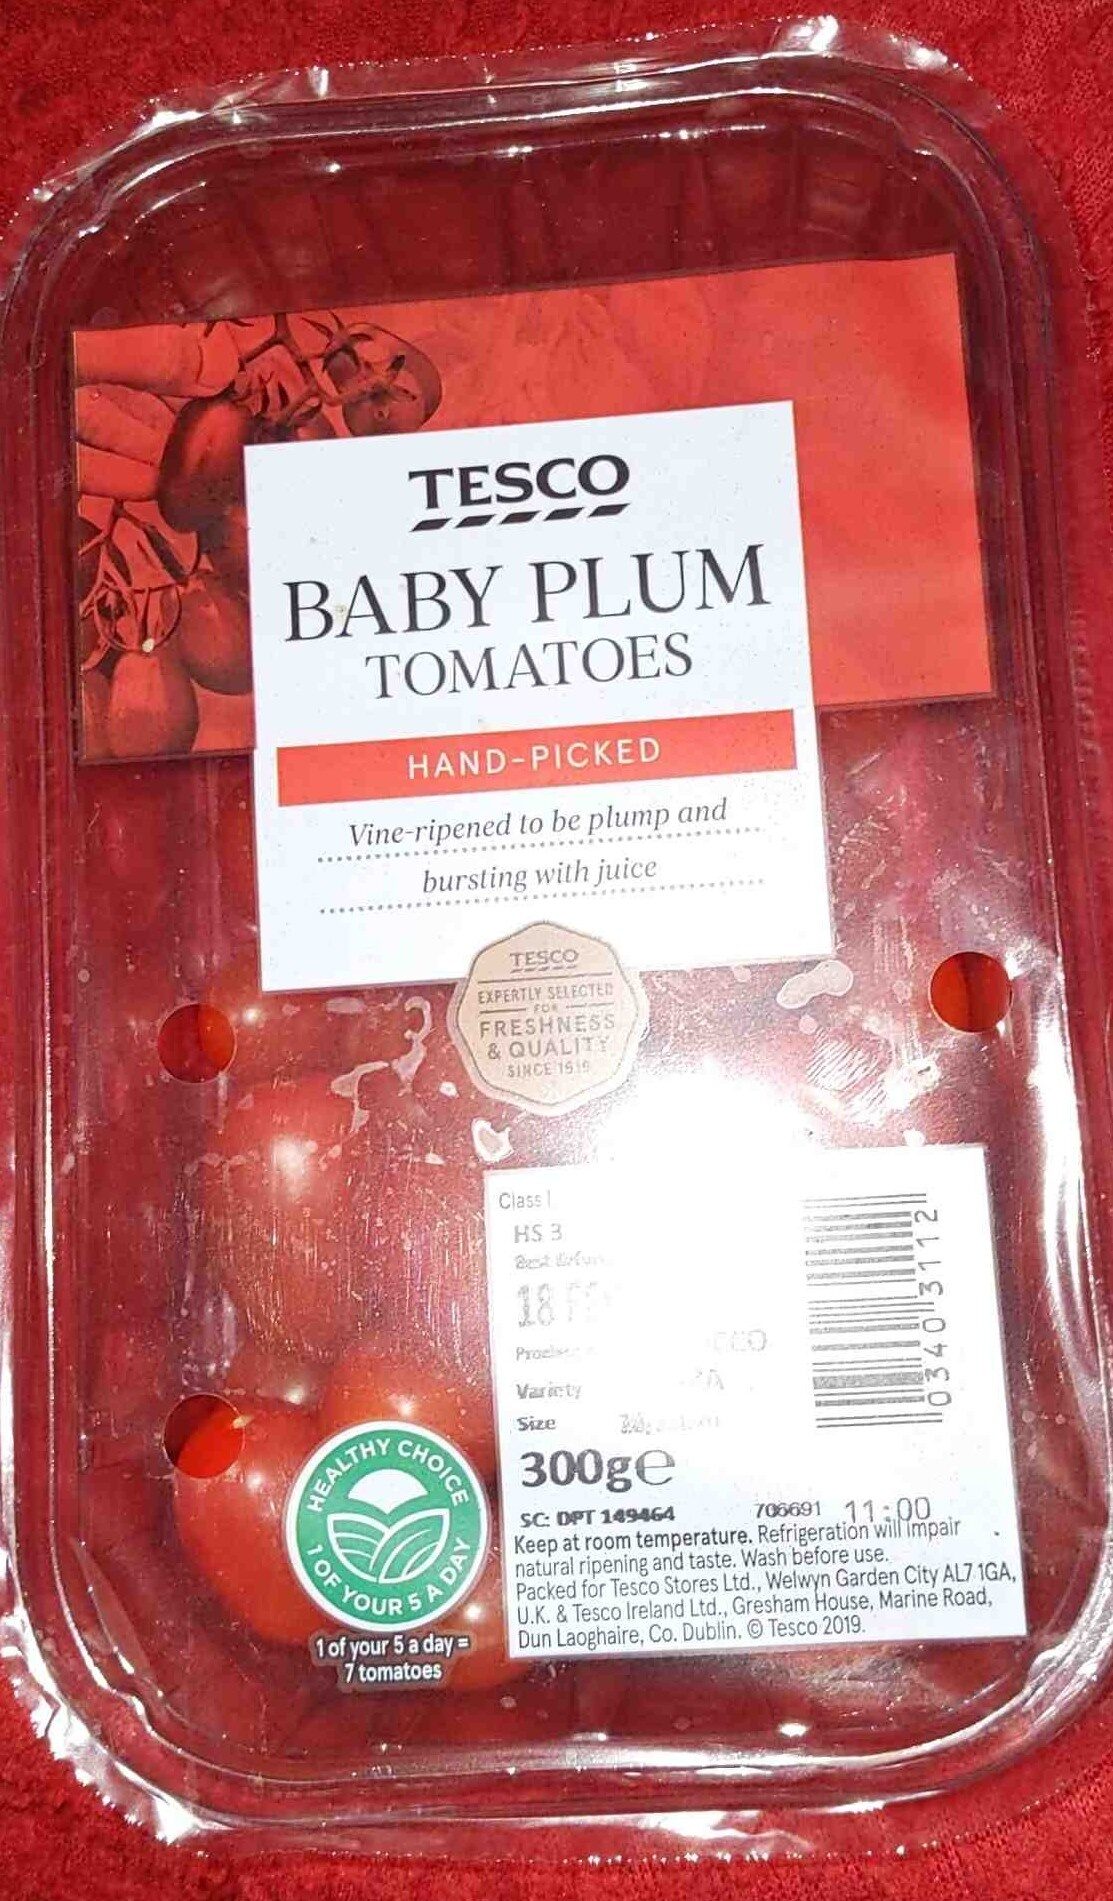 TESCO
BABY PLUM
TOMATOES
HAND-PICKED
Vine-ripened to be plump and
bursting with juice
TESCO
EXPERTLY SELECTED
FOR
FRESHNESS
& QUALITY
SINCE 1919
Class I
HS 3
Best Before
18
Variety
Size
300g℮
SC: DPT 149464
706691 11:00
Keep at room temperature. Refrigeration will impair
natural ripening and taste. Wash before use.
Packed for Tesco Stores Ltd., Welwyn Garden City AL7 1GA,
U.K. & Tesco Ireland Ltd., Gresham House, Marine Road,
Dun Laoghaire, Co. Dublin. © Tesco 2019.
03403112
HEALTHY CHOICE
1 OF YOUR 5 A DAY
1 of your 5 a day =
7 tomatoes